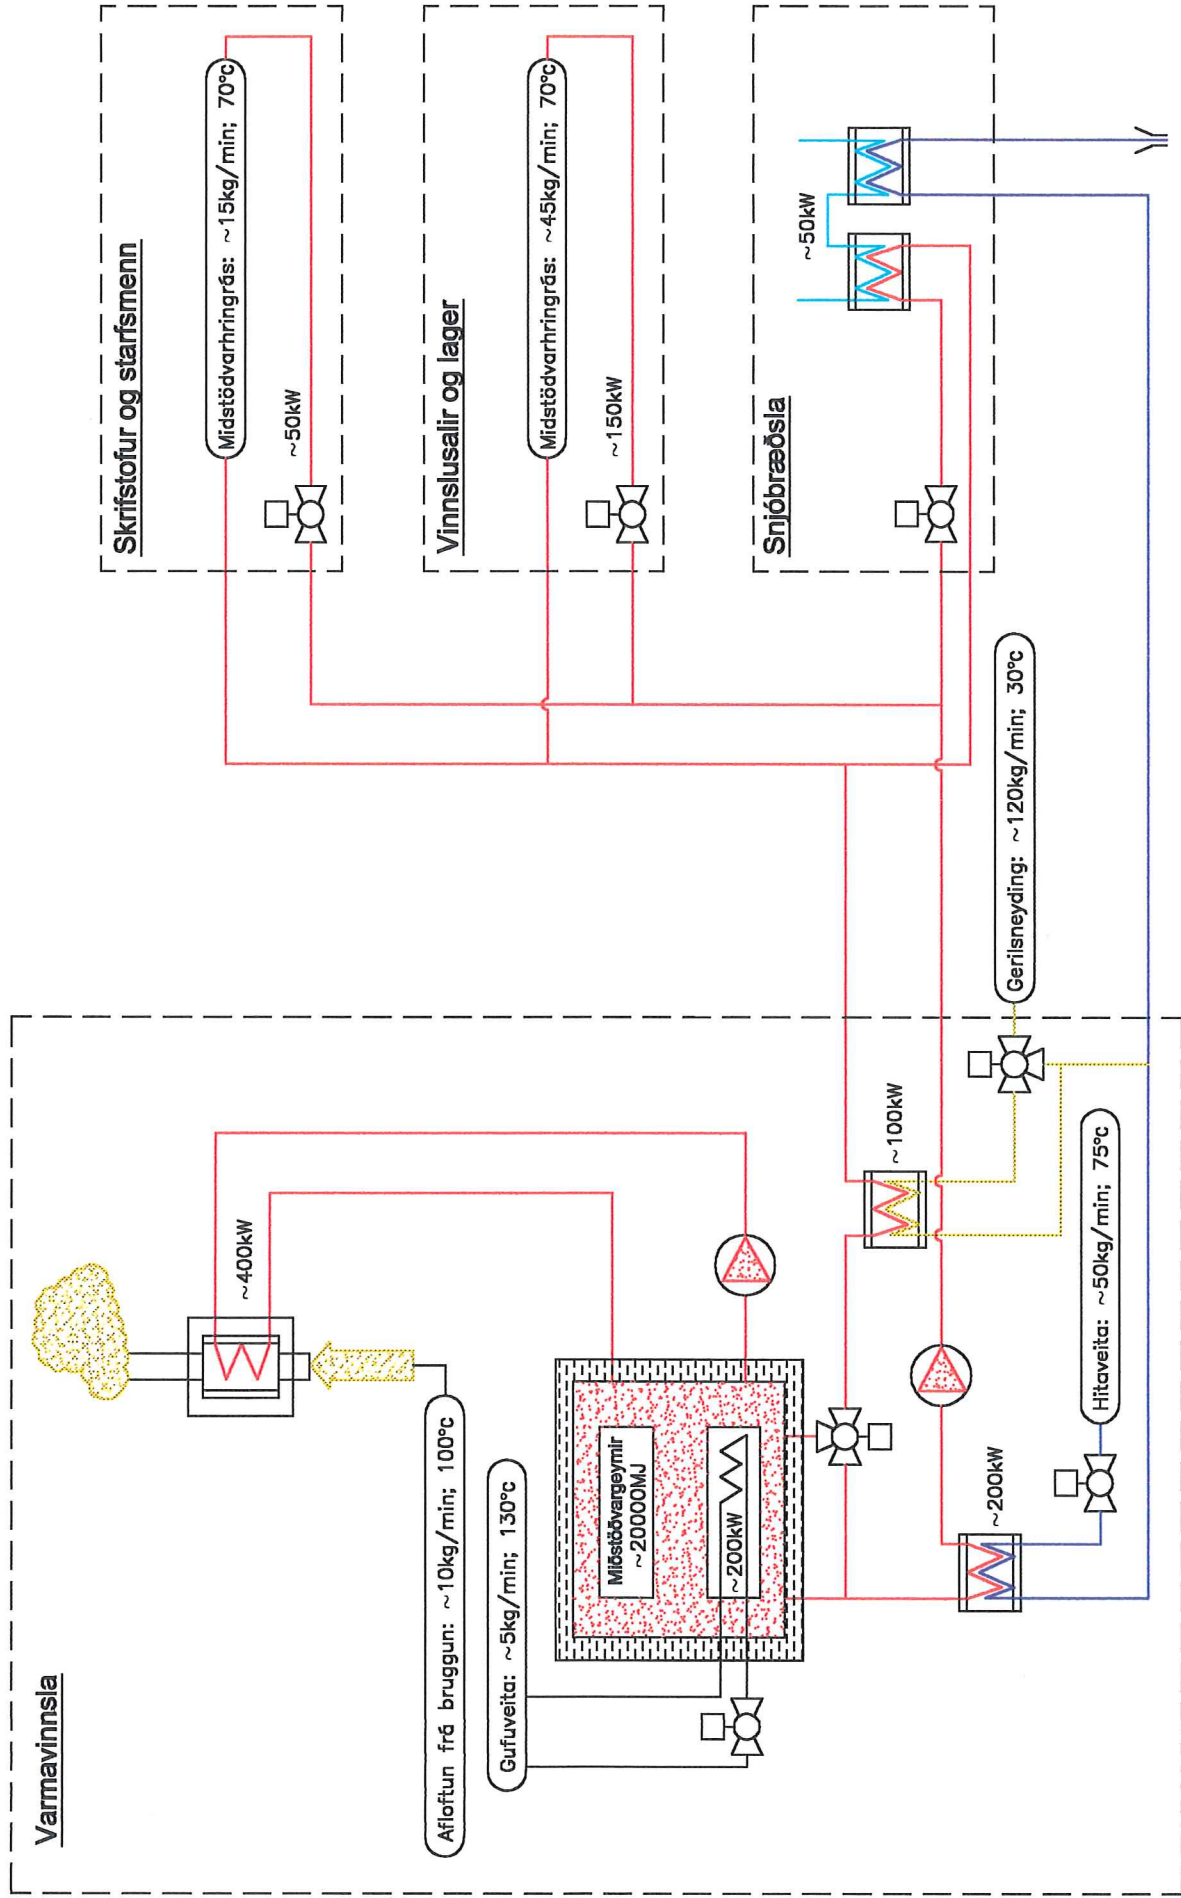 Varmavinnsla
Afloftun frá bruggun: ~10kg/min; 100°c
~400kW
Gufuveita: ~5kg/min; 130°c
Miðstöðvargeymir
~20000MJ
~200kW
~100kW
~200kW
Hitaveita: ~50kg/min; 75°c
Gerilsneyding: ~120kg/min; 30°c
Skrifstofur og starfsmenn
Midstödvarhringrás: ~15kg/min; 70°c
~50kW
Vinnslusalir og lager
Midstödvarhringrás: ~45kg/min; 70°c
~150kW
Snjóbræðsla
~50kW